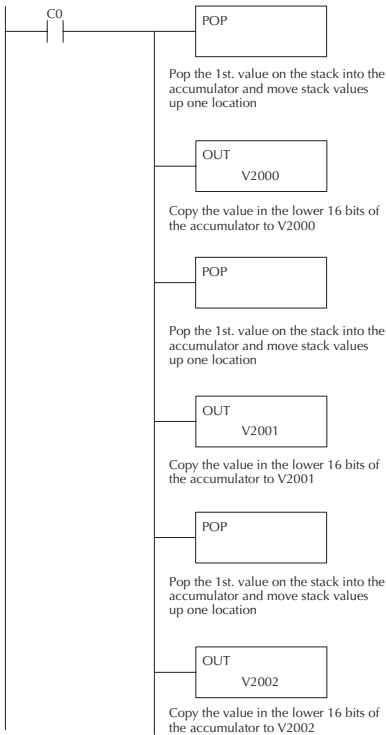 C0
POP
Pop the 1st. value on the stack into the
accumulator and move stack values
up one location
OUT
V2000
Copy the value in the lower 16 bits of
the accumulator to V2000
POP
Pop the 1st. value on the stack into the
accumulator and move stack values
up one location
OUT
V2001
Copy the value in the lower 16 bits of
the accumulator to V2001
POP
Pop the 1st. value on the stack into the
accumulator and move stack values
up one location
OUT
V2002
Copy the value in the lower 16 bits of
the accumulator to V2002